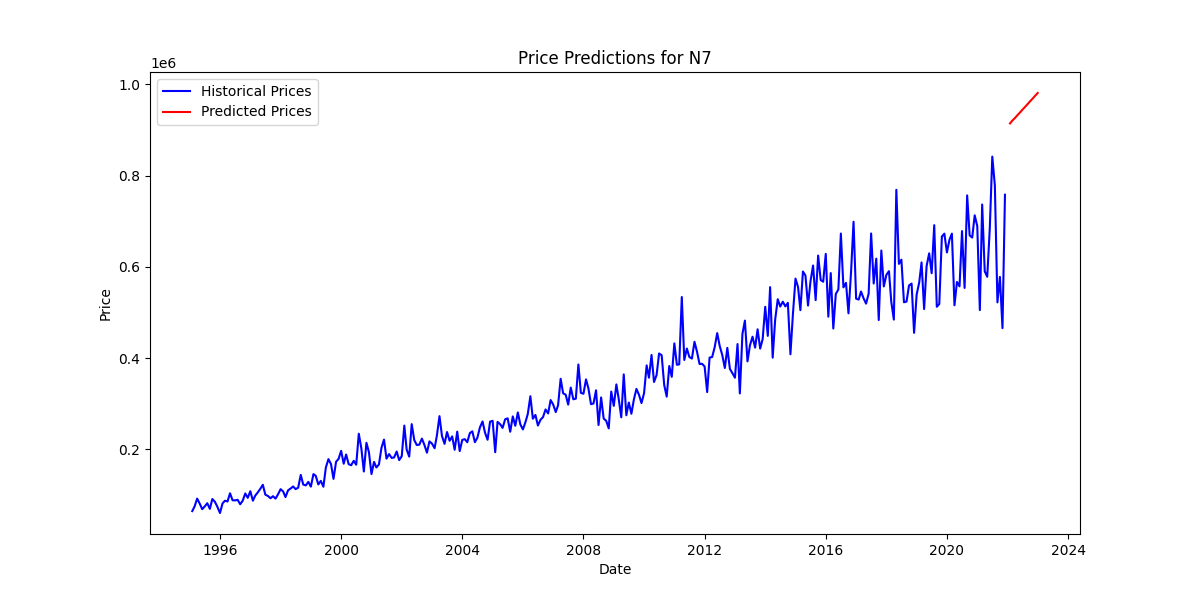 Price Predictions for N7
1e6
Historical Prices
Predicted Prices
1.0
0.8
0.6
0.4
0.2
Price
1996 2000 2004 2008 2012 2016 2020 2024
Date